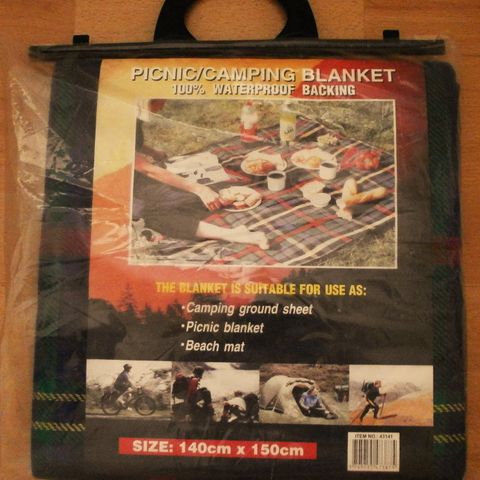 PICNIC/CAMPING BLANKET
100% WATERPROOF BACKING
THE BLANKET IS SUITABLE FOR USE AS:
•Camping ground sheet
•Picnic blanket
•Beach mat
SIZE: 140cm x 150cm
ITEM NO.: 43141